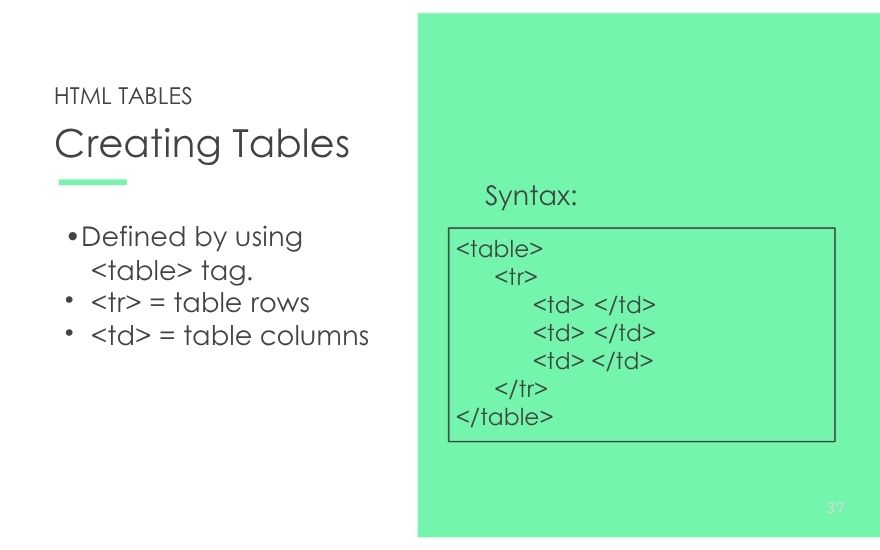 HTML TABLES
Creating Tables
•Defined by using
<table> tag.
• <tr> = table rows
• <td> = table columns
Syntax:
<table>
<tr>
<td> </td>
<td> </td>
<td> </td>
</tr>
</table>
37